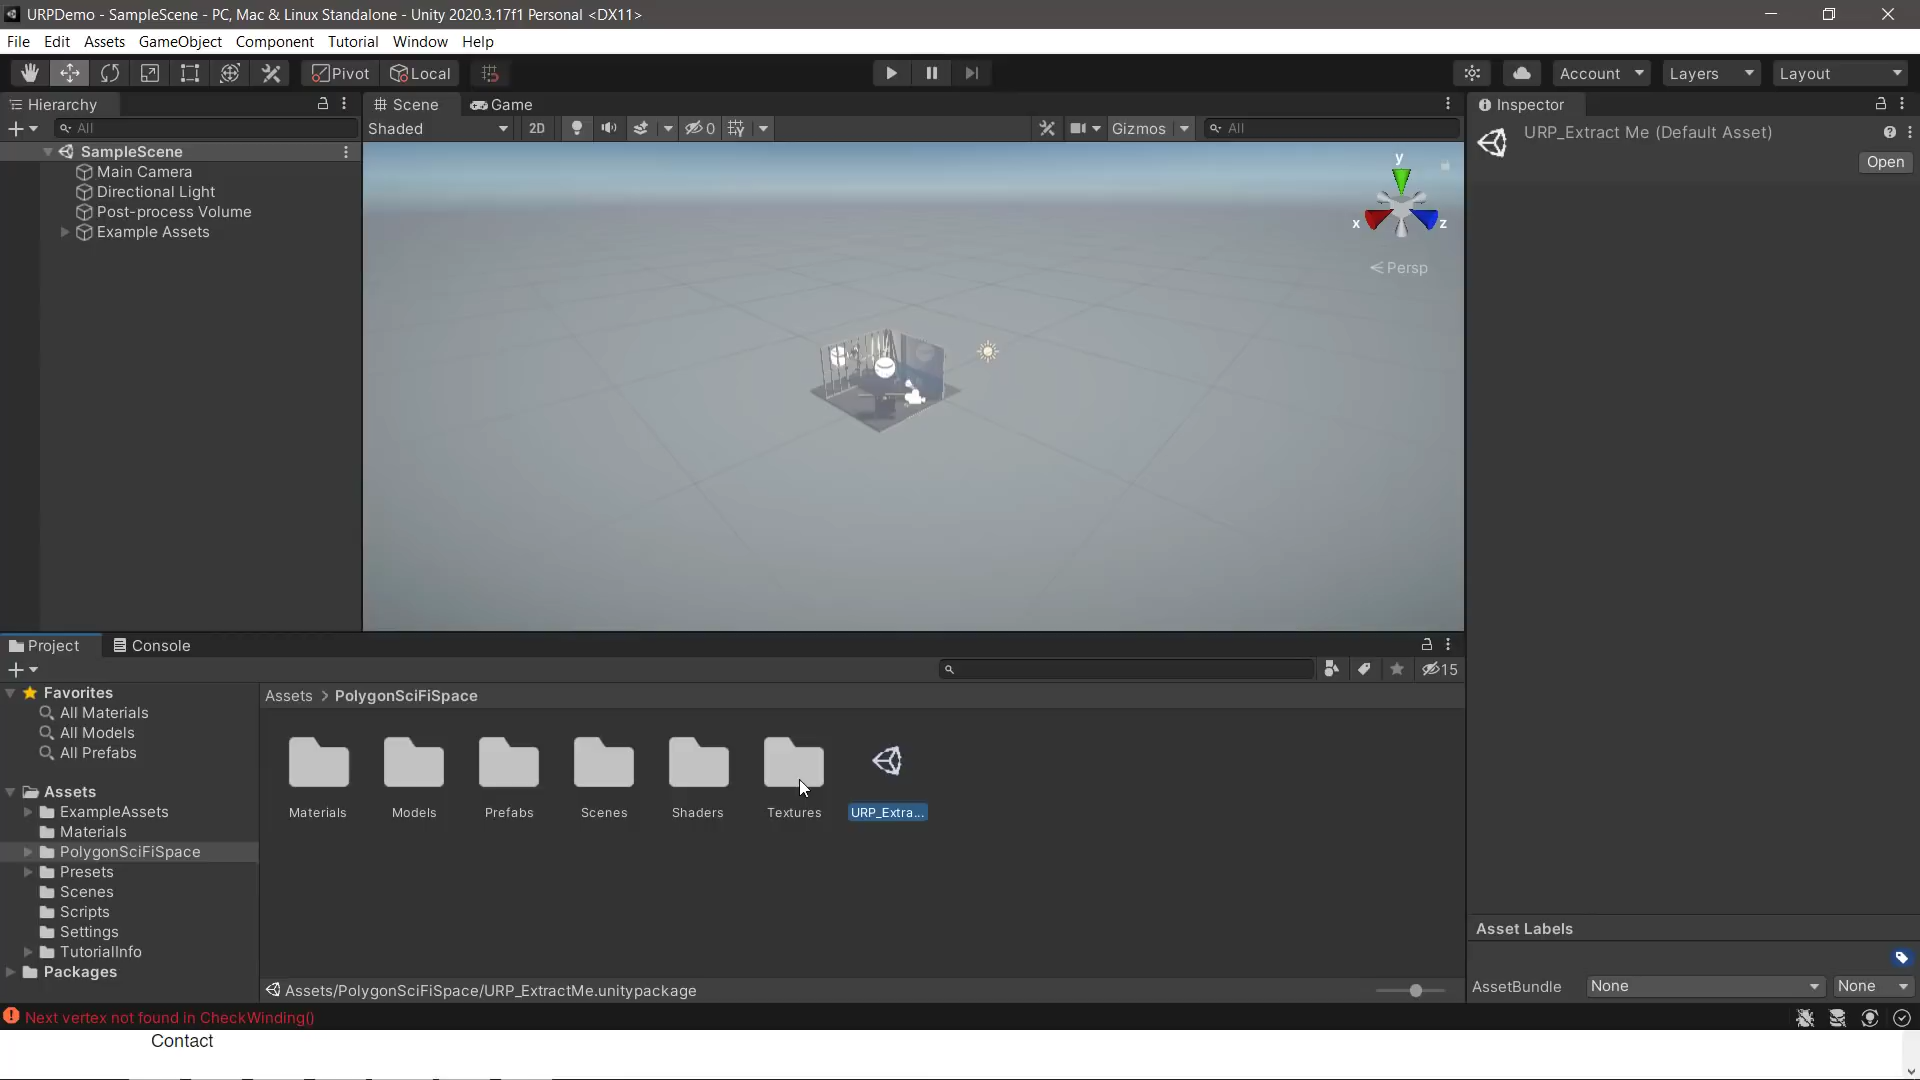 URPDemo - SampleScene - PC, Mac & Linux Standalone - Unity 2020.3.17f1 Personal <DX11>
File Edit Assets GameObject Component Tutorial Window Help
Pivot Local Account Layers Layout
Hierarchy Scene Game Inspector
All Shaded 2D 0 Gizmos All
URP_Extract Me (Default Asset)
Open
SampleScene
Main Camera
Directional Light
Post-process Volume
Example Assets
y
x z
Persp
Project Console
15
Favorites
All Materials
All Models
All Prefabs
Assets > PolygonSciFiSpace
Materials Models Prefabs Scenes Shaders Textures URP_Extra...
Assets
ExampleAssets
Materials
PolygonSciFiSpace
Presets
Scenes
Scripts
Settings
TutorialInfo
Packages
Assets/PolygonSciFiSpace/URP_ExtractMe.unitypackage
Asset Labels
AssetBundle None None
Next vertex not found in CheckWinding()
Contact